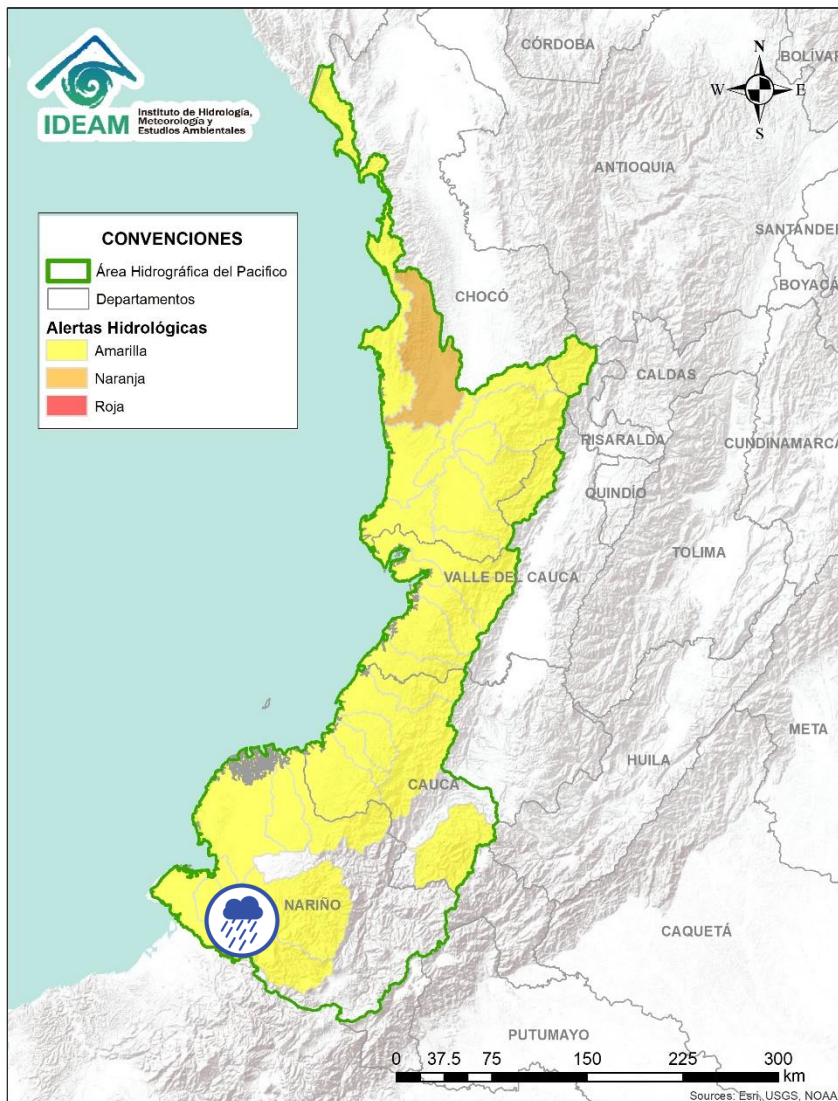 IDEAM
Instituto de Hidrología,
Meteorología y
Estudios Ambientales
N
W E
S
CÓRDOBA
BOLÍVAR
ANTIOQUIA
SANTANDER
BOYACÁ
CHOCÓ
CALDAS
RISARALDA
CUNDINAMARCA
QUINDÍO
TOLIMA
VALLE DEL CAUCA
META
HUILA
CAUCA
NARIÑO
CAQUETÁ
PUTUMAYO
CONVENCIONES
Área Hidrográfica del Pacifico
Departamentos
Alertas Hidrológicas
Amarilla
Naranja
Roja
0 37.5 75 150 225 300
km
Sources: Esri, USGS, NOAA